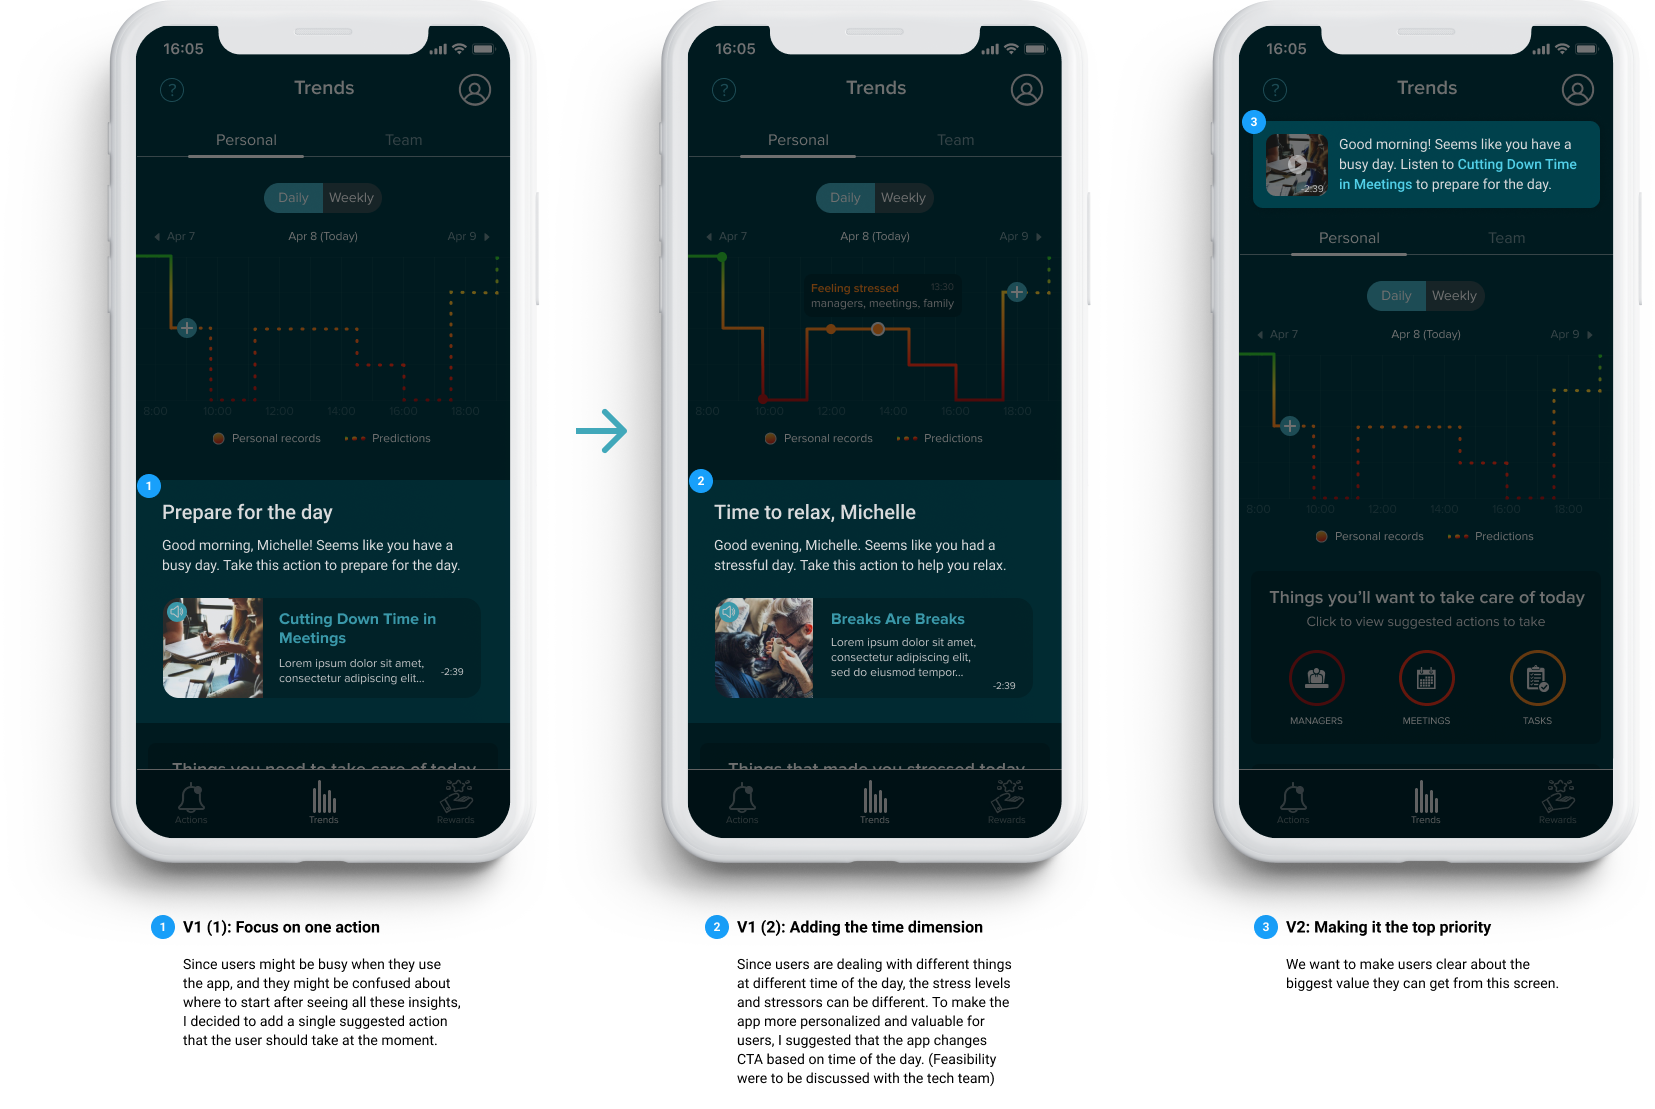 16:05
Trends
Personal
Team
Daily
Weekly
Apr 7
Apr 8 (Today)
Apr 9
8:00
10:00
12:00
14:00
16:00
18:00
Personal records
Predictions
1
Prepare for the day
Good morning, Michelle! Seems like you have a
busy day. Take this action to prepare for the day.
Cutting Down Time in
Meetings
Lorem ipsum dolor sit amet,
consectetur adipiscing elit...
-2:39
Things you need to take care of today
Actions
Trends
Rewards
1
V1 (1): Focus on one action
Since users might be busy when they use
the app, and they might be confused about
where to start after seeing all these insights,
I decided to add a single suggested action
that the user should take at the moment.
16:05
Trends
Personal
Team
Daily
Weekly
Apr 7
Apr 8 (Today)
Apr 9
Feeling stressed
13:30
managers, meetings, family
8:00
10:00
12:00
14:00
16:00
18:00
Personal records
Predictions
2
Time to relax, Michelle
Good evening, Michelle. Seems like you had a
stressful day. Take this action to help you relax.
Breaks Are Breaks
Lorem ipsum dolor sit amet,
consectetur adipiscing elit,
sed do eiusmod tempor...
-2:39
Things that made you stressed today
Actions
Trends
Rewards
2
V1 (2): Adding the time dimension
Since users are dealing with different things
at different time of the day, the stress levels
and stressors can be different. To make the
app more personalized and valuable for
users, I suggested that the app changes
CTA based on time of the day. (Feasibility
were to be discussed with the tech team)
16:05
?
Trends
3
Good morning! Seems like you have a
busy day. Listen to Cutting Down Time
in Meetings to prepare for the day.
-2:39
Personal
Team
Daily
Weekly
Apr 7
Apr 8 (Today)
Apr 9
8:00
10:00
12:00
14:00
16:00
18:00
Personal records
Predictions
Things you'll want to take care of today
Click to view suggested actions to take
MANAGERS
MEETINGS
TASKS
Actions
Trends
Rewards
3
V2: Making it the top priority
We want to make users clear about the
biggest value they can get from this screen.